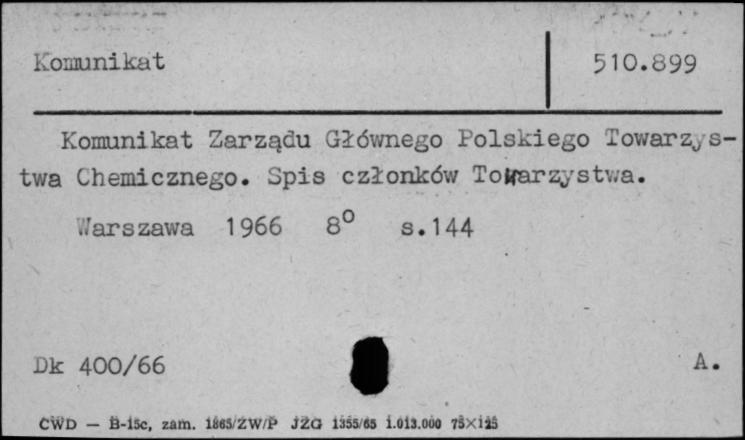 Komunikat 510.899
Komunikat Zarządu Głównego Polskiego Towarzys-
twa Chemicznego. Spis członków Towarzystwa.
Warszawa 1966 8° s.144
Dk 400/66 A.
CWD — B-15c, zam. 1865/ZW/P JZG 1355/65 1.013.000 75×125